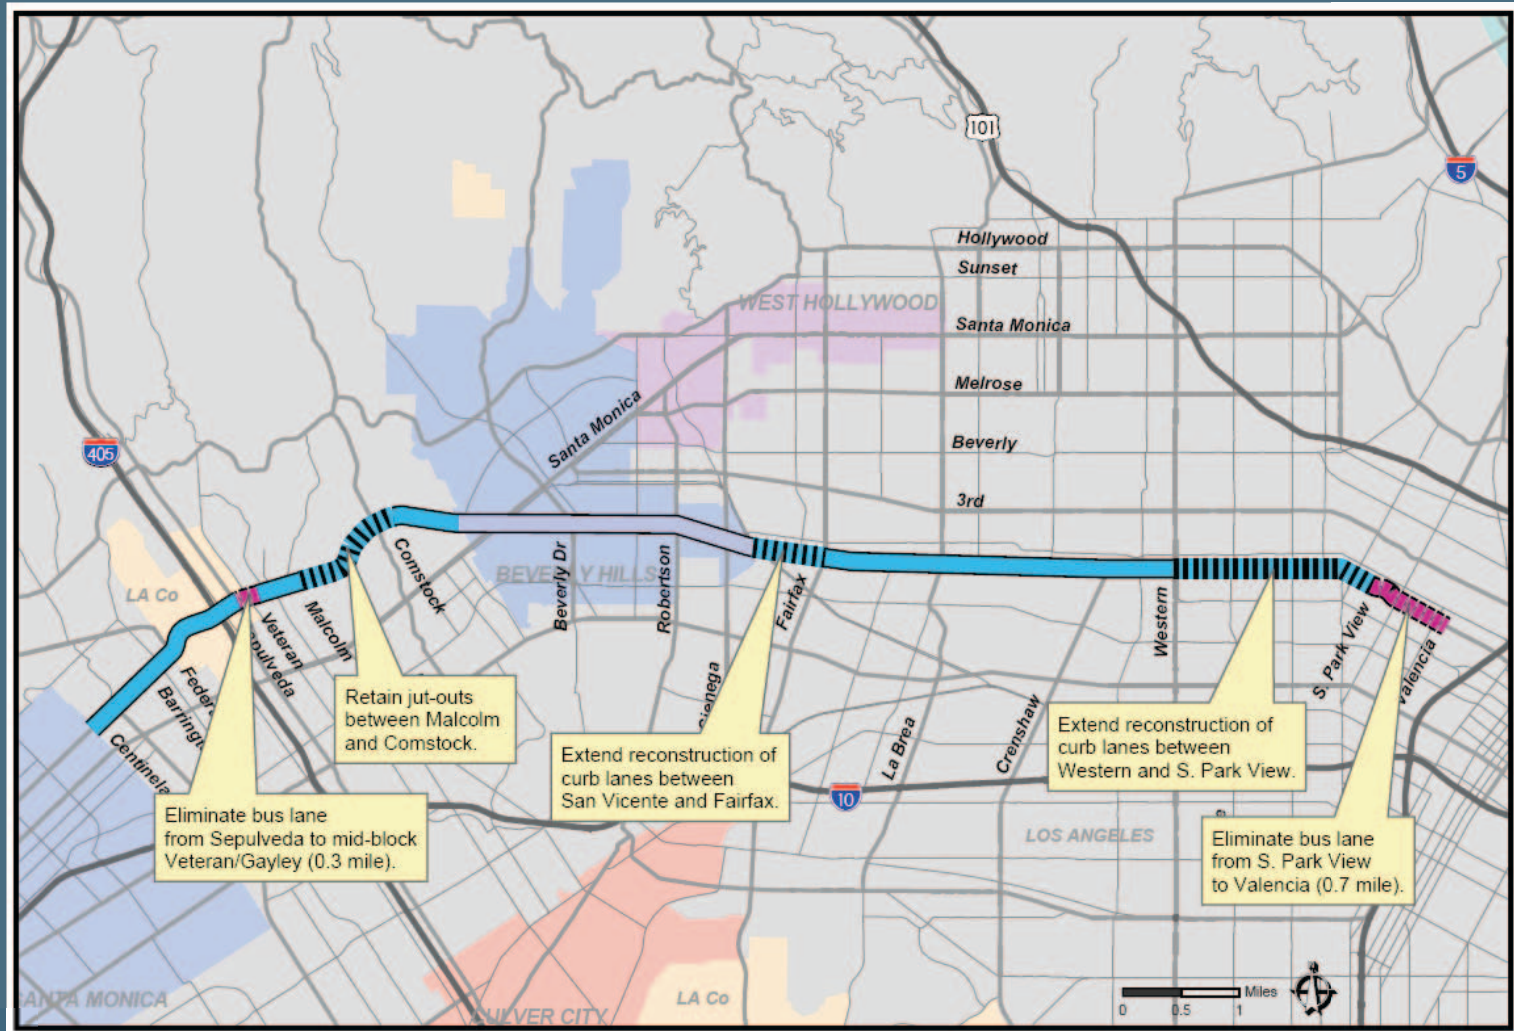 101
5
Hollywood
Sunset
WEST HOLLYWOOD
Santa Monica
Melrose
Santa Monica
Beverly
405
3rd
Comstock
Beverly Dr
BEVERLY HILLS
Robertson
Fairfax
Western
LA Co
Malcolm
Veteran
S. Park View
Valencia
Crenshaw
La Brea
Centinela
Retain jut-outs
between Malcolm
and Comstock.
Extend reconstruction of
curb lanes between
San Vicente and Fairfax.
Extend reconstruction of
curb lanes between
Western and S. Park View.
10
Eliminate bus lane
from Sepulveda to mid-block
Veteran/Gayley (0.3 mile).
LOS ANGELES
Eliminate bus lane
from S. Park View
to Valencia (0.7 mile).
SANTA MONICA
CULVER CITY
LA Co
Miles
0 0.5 1